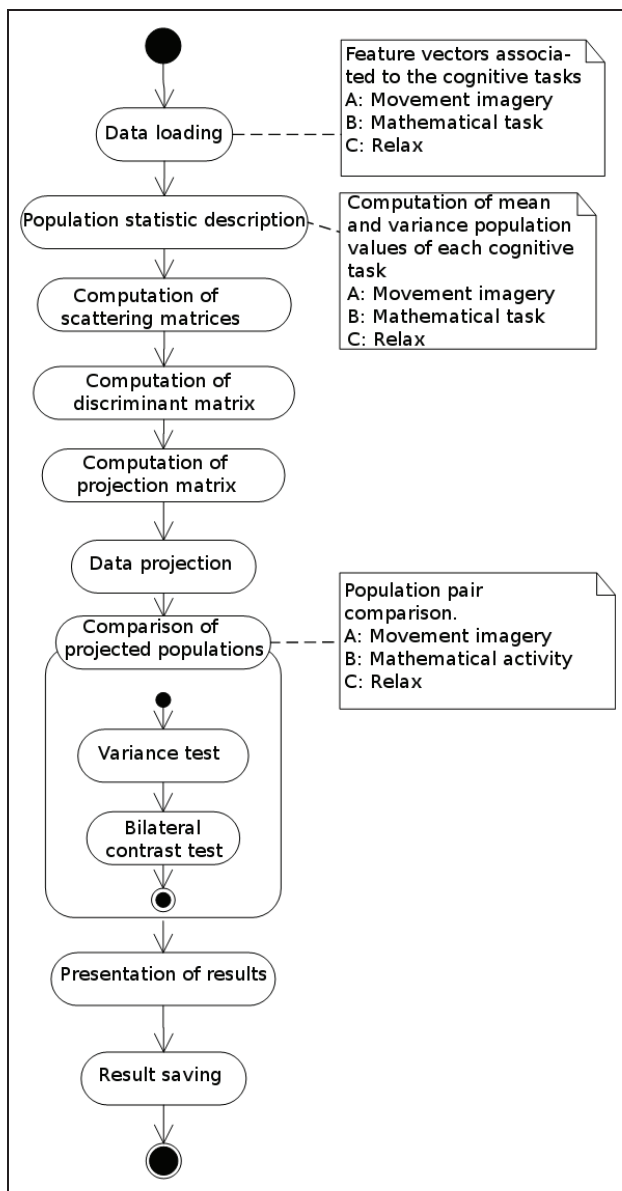 Feature vectors associa-
ted to the cognitive tasks
A: Movement imagery
B: Mathematical task
C: Relax
Data loading
Population statistic description
Computation of mean
and variance population
values of each cognitive
task
A: Movement imagery
B: Mathematical task
C: Relax
Computation of
scattering matrices
Computation of
discriminant matrix
Computation of
projection matrix
Data projection
Comparison of
projected populations
Population pair
comparison.
A: Movement imagery
B: Mathematical activity
C: Relax
Variance test
Bilateral
contrast test
Presentation of results
Result saving